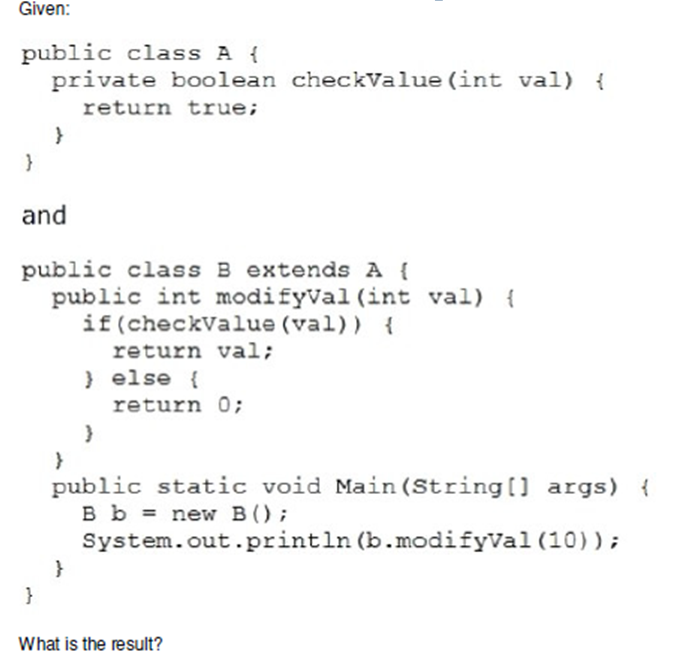 Given:
public class A {
private boolean checkValue(int val) {
return true;
}
}
and
public class B extends A {
public int modifyVal(int val) {
if(checkValue(val)) {
return val;
} else {
return 0;
}
}
public static void Main(String[] args) {
B b = new B();
System.out.println(b.modifyVal(10));
}
}
What is the result?